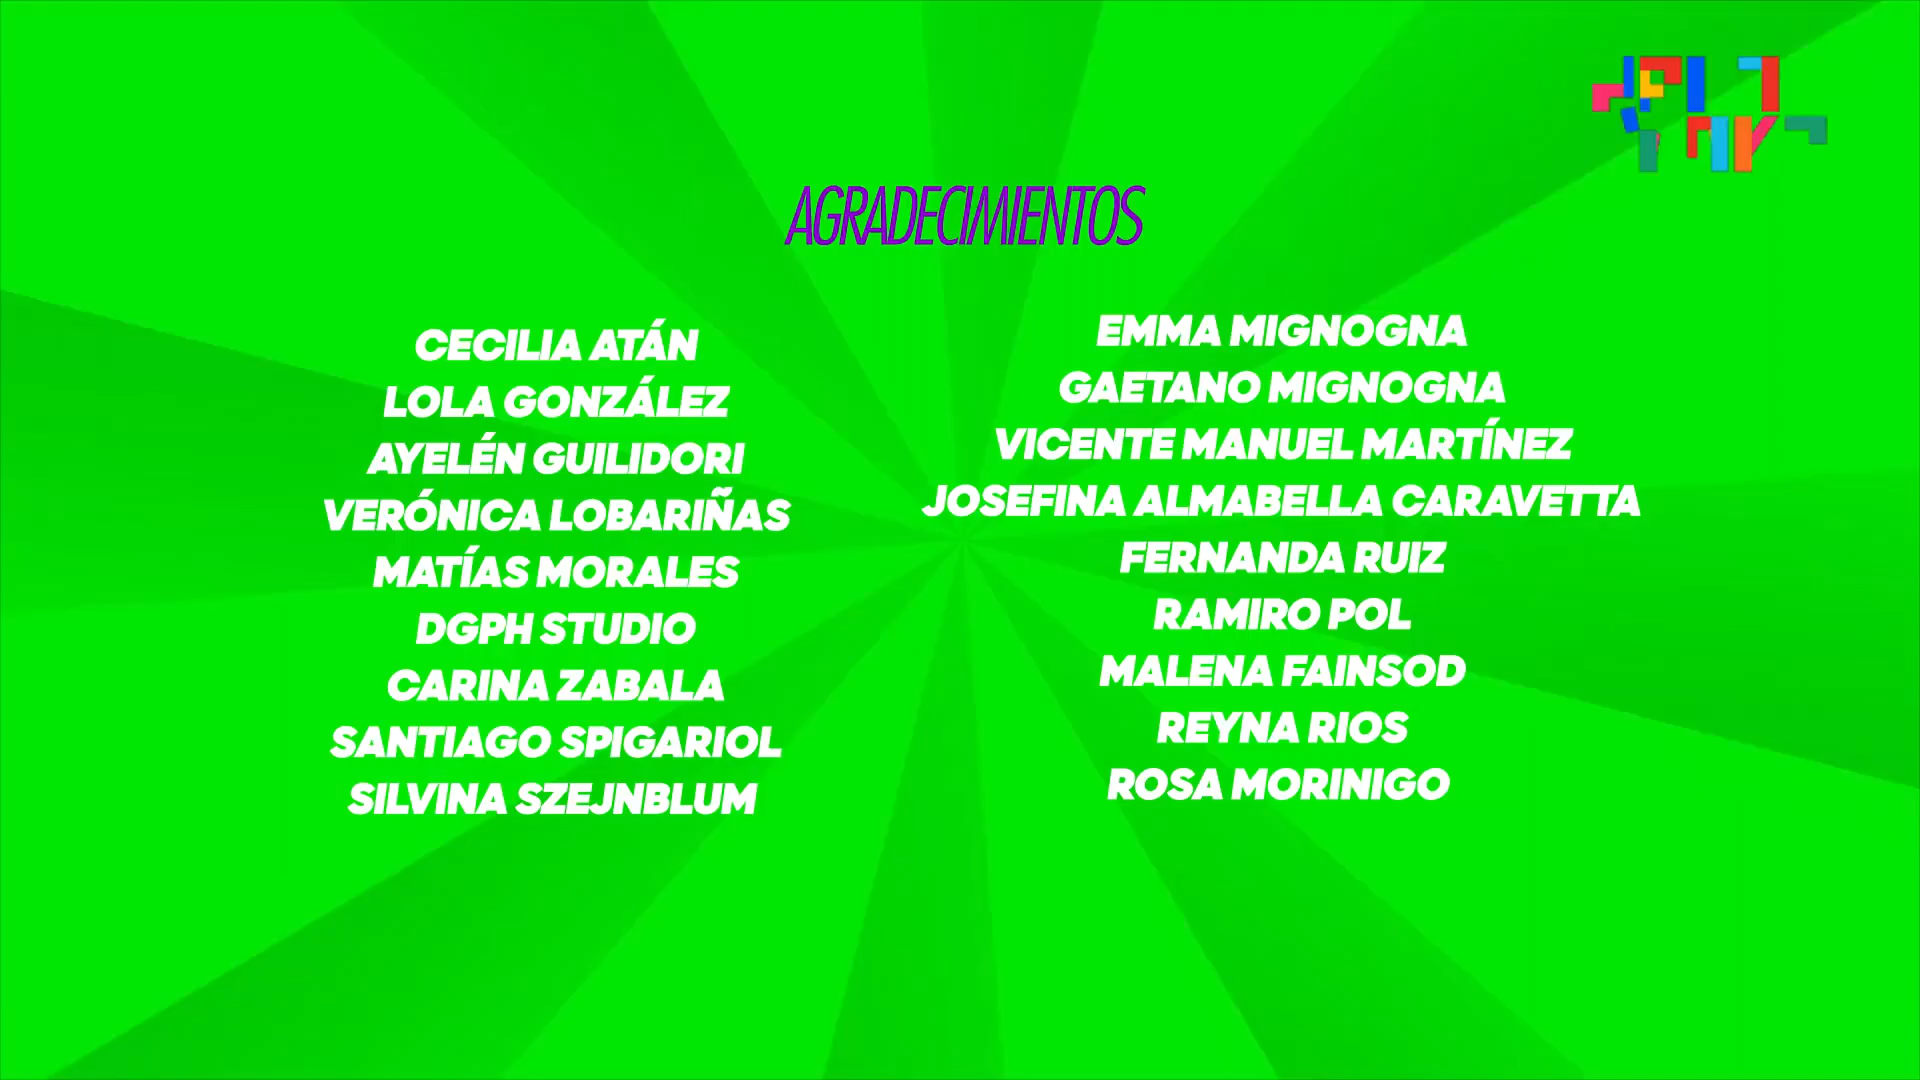 AGRADECIMIENTOS
CECILIA ATÁN
LOLA GONZÁLEZ
AYELÉN GUILIDORI
VERÓNICA LOBARIÑAS
MATÍAS MORALES
DGPH STUDIO
CARINA ZABALA
SANTIAGO SPIGARIOL
SILVINA SZEJNBLUM
EMMA MIGNOGNA
GAETANO MIGNOGNA
VICENTE MANUEL MARTÍNEZ
JOSEFINA ALMABELLA CARAVETTA
FERNANDA RUIZ
RAMIRO POL
MALENA FAINSOD
REYNA RIOS
ROSA MORINIGO